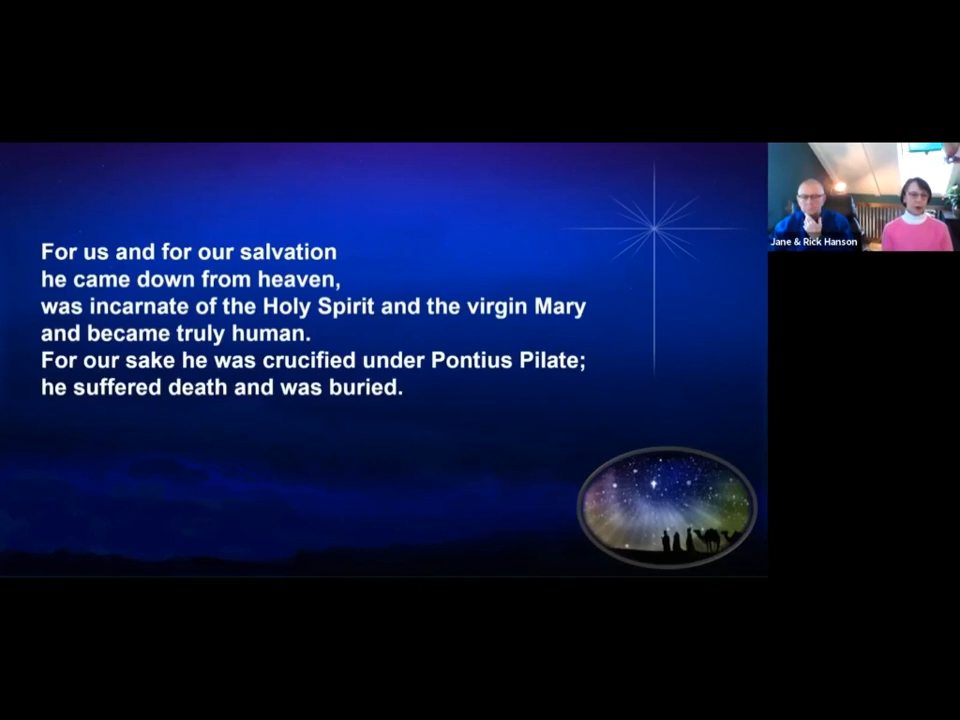 For us and for our salvation
he came down from heaven,
was incarnate of the Holy Spirit and the virgin Mary
and became truly human.
For our sake he was crucified under Pontius Pilate;
he suffered death and was buried.
Jane & Rick Hanson